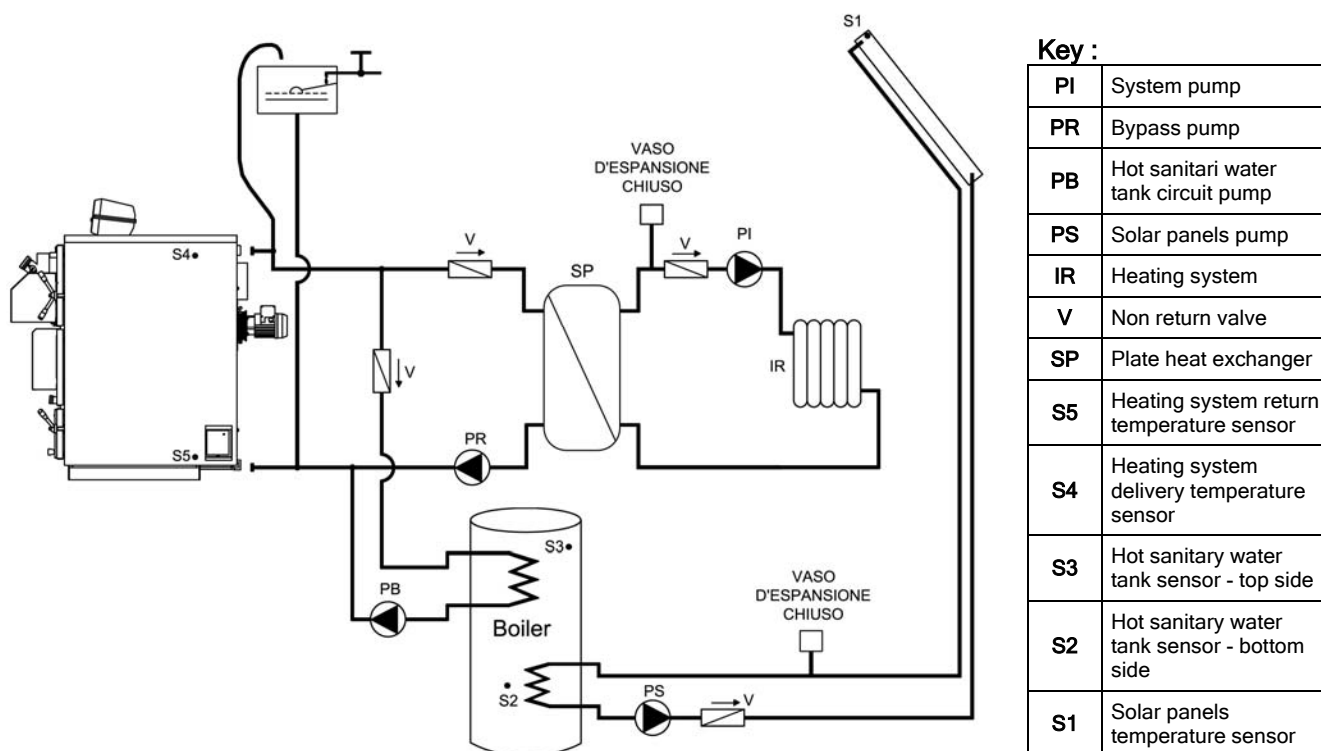 S1
VASO
D'ESPANSIONE
CHIUSO
S4
V
SP
V
PI
V
IR
PR
S5
S3
PB
Boiler
VASO
D'ESPANSIONE
CHIUSO
S2
PS
V
Key :
PI System pump
PR Bypass pump
PB Hot sanitari water
tank circuit pump
PS Solar panels pump
IR Heating system
V Non return valve
SP Plate heat exchanger
S5 Heating system return
temperature sensor
S4 Heating system
delivery temperature
sensor
S3 Hot sanitary water
tank sensor - top side
S2 Hot sanitary water
tank sensor - bottom
side
S1 Solar panels
temperature sensor